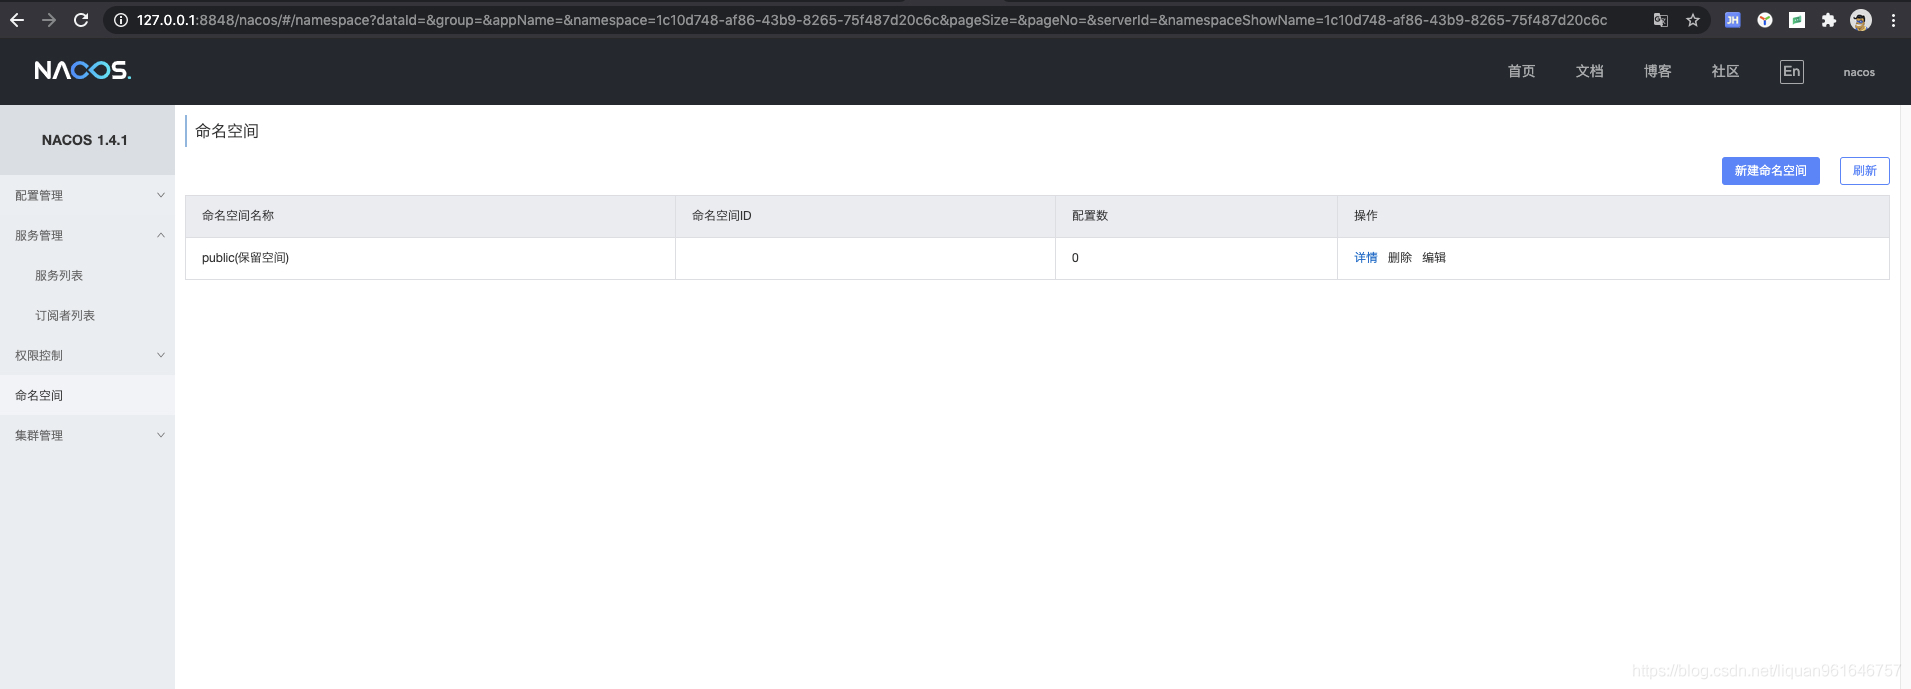 127.0.0.1:8848/nacos/#/namespace?dataId=&group=&appName=&namespace=1c10d748-af86-43b9-8265-75f487d20c6c&pageSize=&pageNo=&serverId=&namespaceShowName=1c10d748-af86-43b9-8265-75f487d20c6c
JH
NACOS.
首页 文档 博客 社区 En nacos
NACOS 1.4.1
配置管理
服务管理
服务列表
订阅者列表
权限控制
命名空间
集群管理
命名空间
新建命名空间 刷新
命名空间名称 命名空间ID 配置数 操作
public(保留空间) 0 详情 删除 编辑
https://blog.csdn.net/liquan961646757